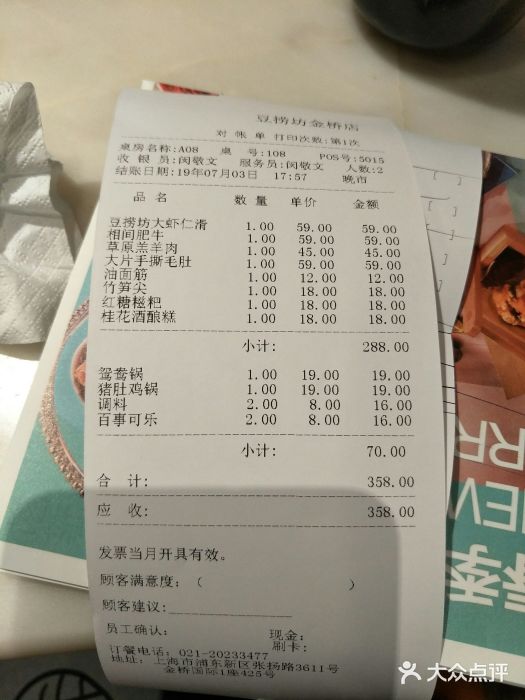 豆捞坊金桥店
对 帐 单 打印次数:第1次
桌房名称:A08 桌 号:108 POS号:5015
收 银 员:闵敬文 服务员:闵敬文 人数:2
结账日期:19年07月03日 17:57 晚市
品 名 数 量 单 价 金额
豆捞坊大虾仁滑 1.00 59.00 59.00
相间肥牛 1.00 59.00 59.00
草原羔羊肉 1.00 45.00 45.00
大片手撕毛肚 1.00 59.00 59.00
油面筋 1.00 12.00 12.00
竹笋尖 1.00 18.00 18.00
红糖糍粑 1.00 18.00 18.00
桂花酒酿糕 1.00 18.00 18.00
小计: 288.00
鸳鸯锅 1.00 19.00 19.00
猪肚鸡锅 1.00 19.00 19.00
调料 2.00 8.00 16.00
百事可乐 2.00 8.00 16.00
小计: 70.00
合 计: 358.00
应 收: 358.00
发票当月开具有效。
顾客满意度: ( )
顾客建议:
员工确认: 现金:
刷卡:
订餐电话: 021-20233477
地址: 上海市浦东新区张扬路3611号
金桥国际1座425号
季
大众点评